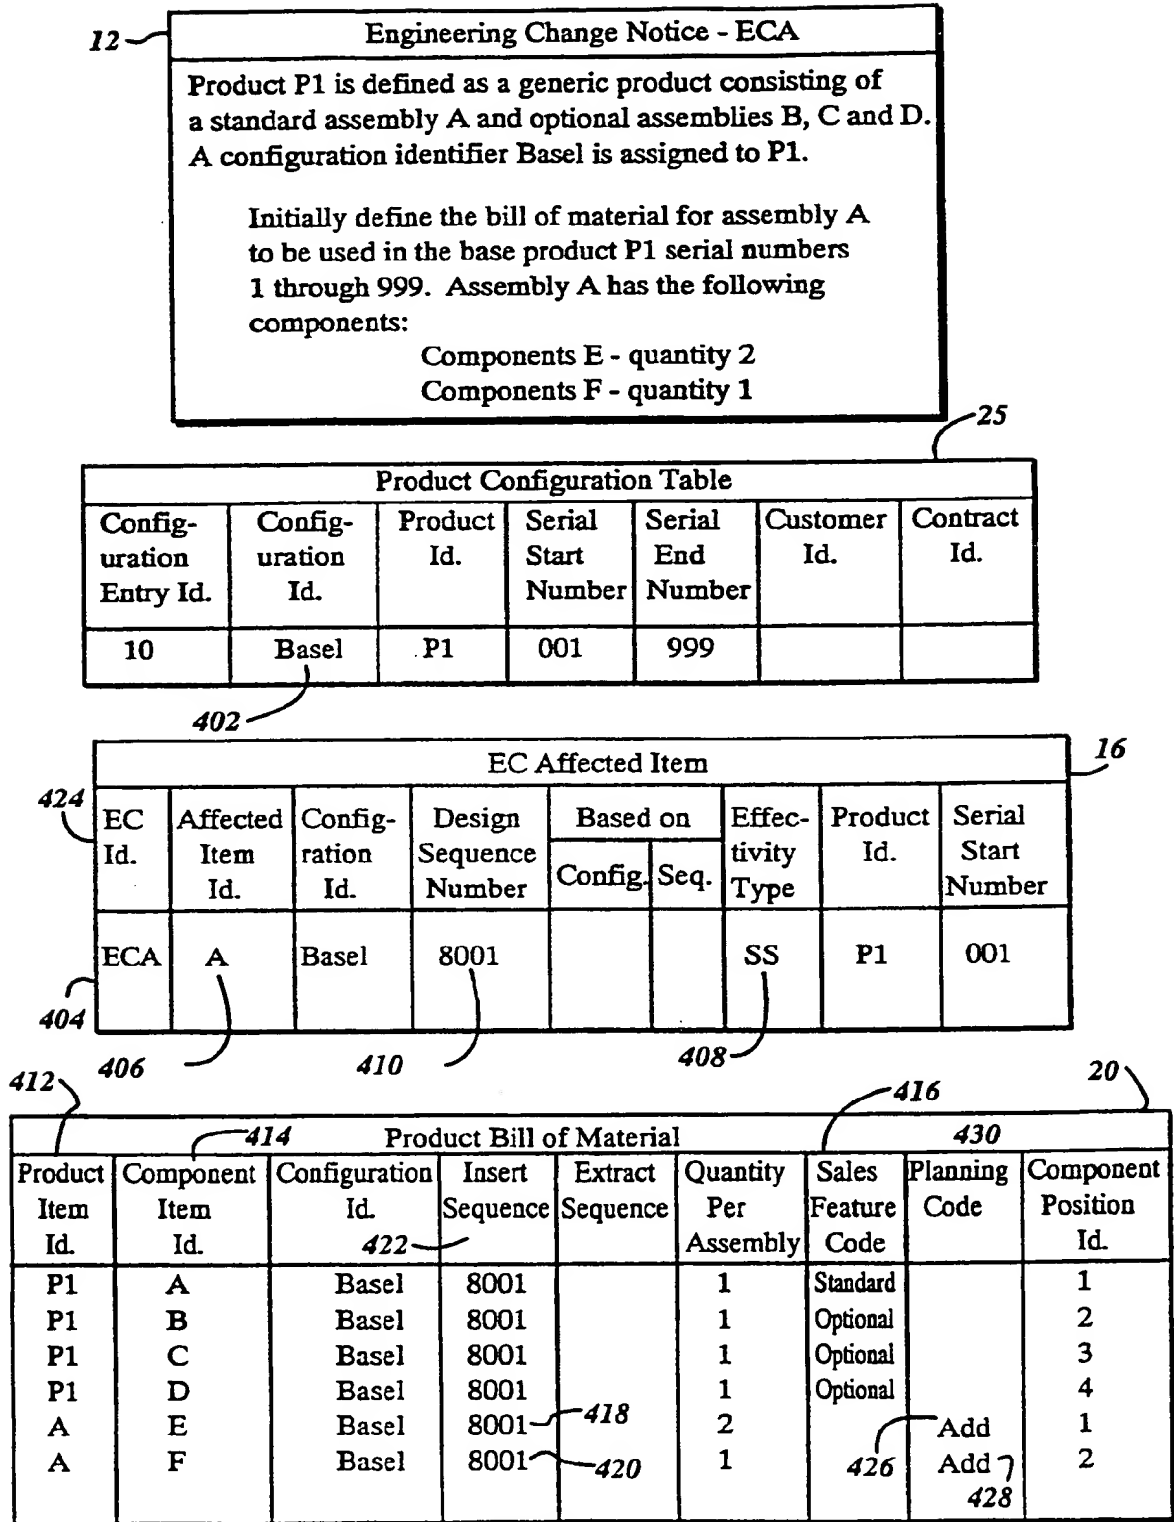 12
Engineering Change Notice - ECA
Product P1 is defined as a generic product consisting of
a standard assembly A and optional assemblies B, C and D.
A configuration identifier Basel is assigned to P1.
Initially define the bill of material for assembly A
to be used in the base product P1 serial numbers
1 through 999. Assembly A has the following
components:
Components E - quantity 2
Components F - quantity 1
25
Product Configuration Table
Config- Config- Product Serial Serial Customer Contract
uration uration Id. Start End Id. Id.
Entry Id. Id. Number Number
10 Basel P1 001 999
402
EC Affected Item
16
424
EC Affected Config- Design Based on Effec- Product Serial
Id. Item ration Sequence tivity Id. Start
Id. Id. Number Config. Seq. Type Number
ECA A Basel 8001 SS P1 001
404
406 410 408
412 416 20
414 Product Bill of Material 430
Product Component Configuration Insert Extract Quantity Sales Planning Component
Item Item Id. Sequence Sequence Per Feature Code Position
Id. Id. 422 Assembly Code Id.
P1 A Basel 8001 1 Standard 1
P1 B Basel 8001 1 Optional 2
P1 C Basel 8001 1 Optional 3
P1 D Basel 8001 1 Optional 4
A E Basel 8001 418 2 Add 1
A F Basel 8001 420 1 426 Add 2
428